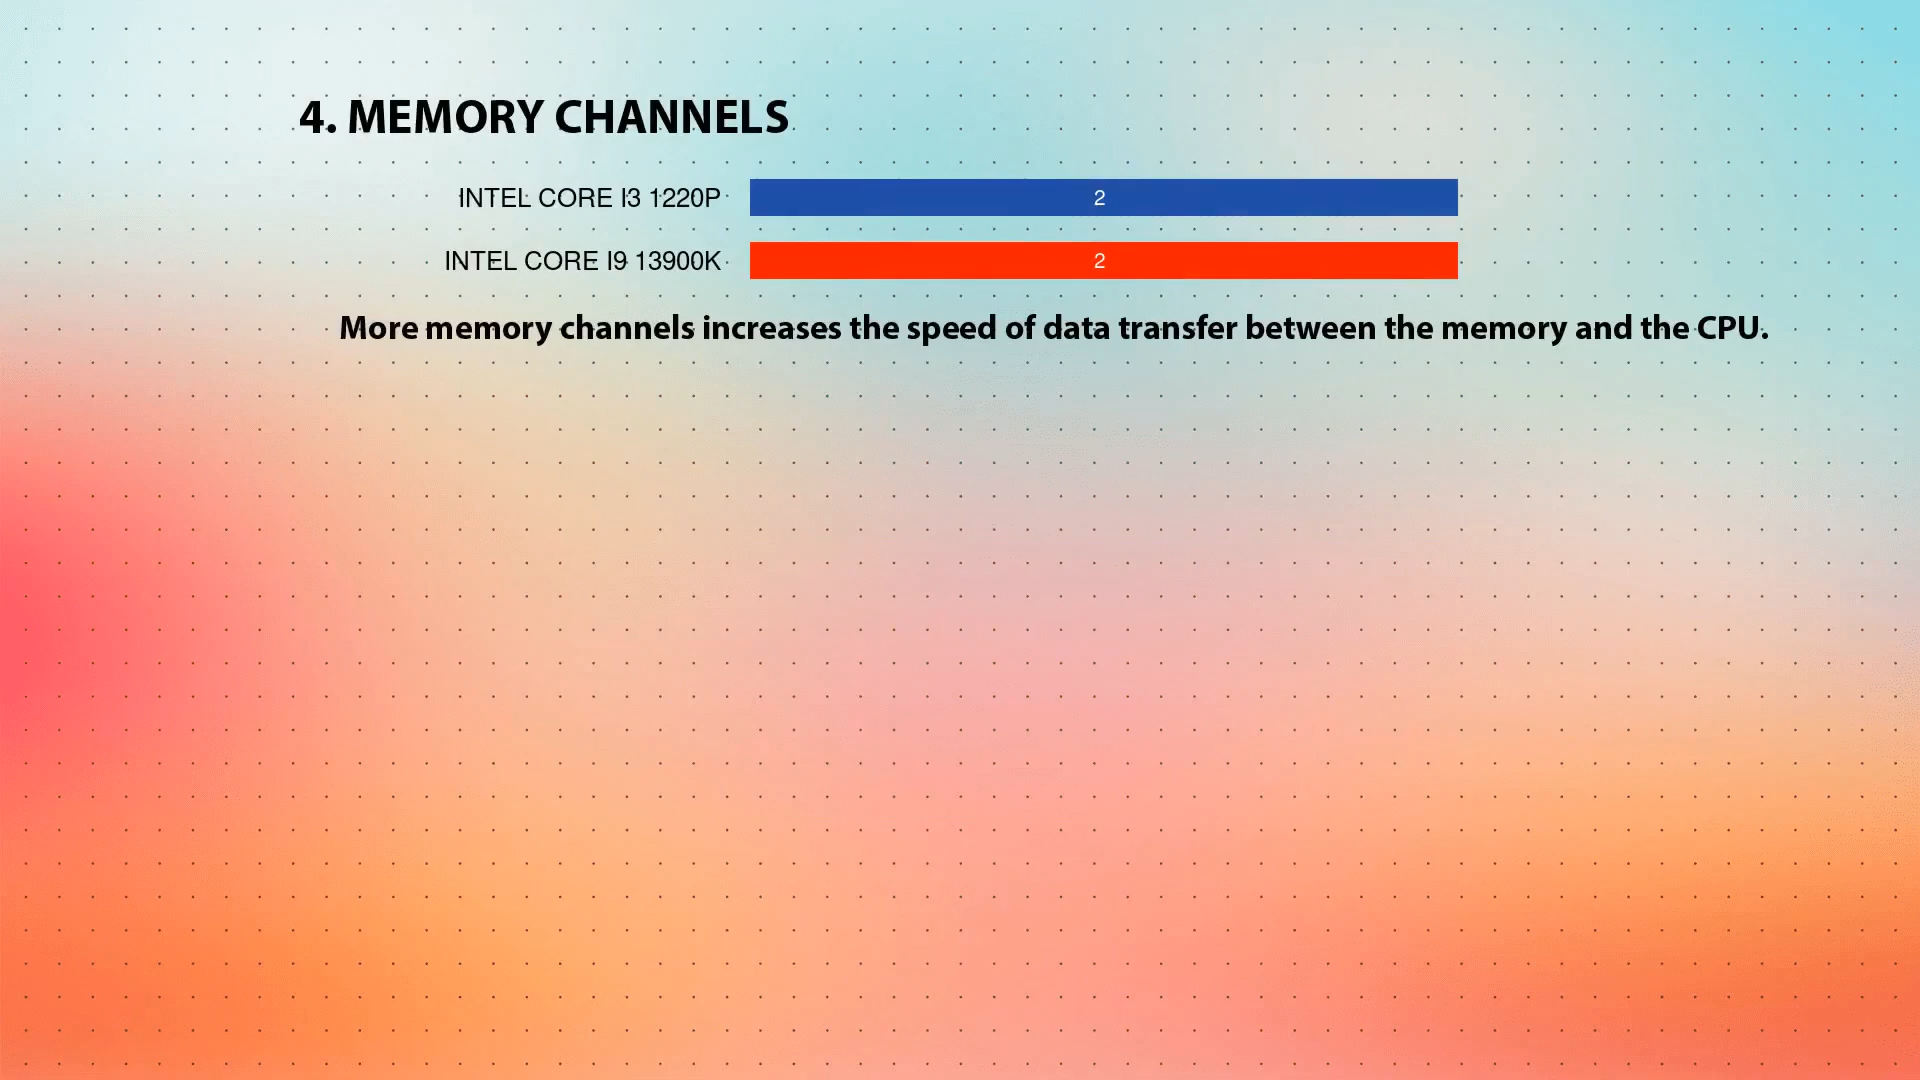 4. MEMORY CHANNELS
INTEL CORE I3 1220P 2
INTEL CORE I9 13900K 2
More memory channels increases the speed of data transfer between the memory and the CPU.